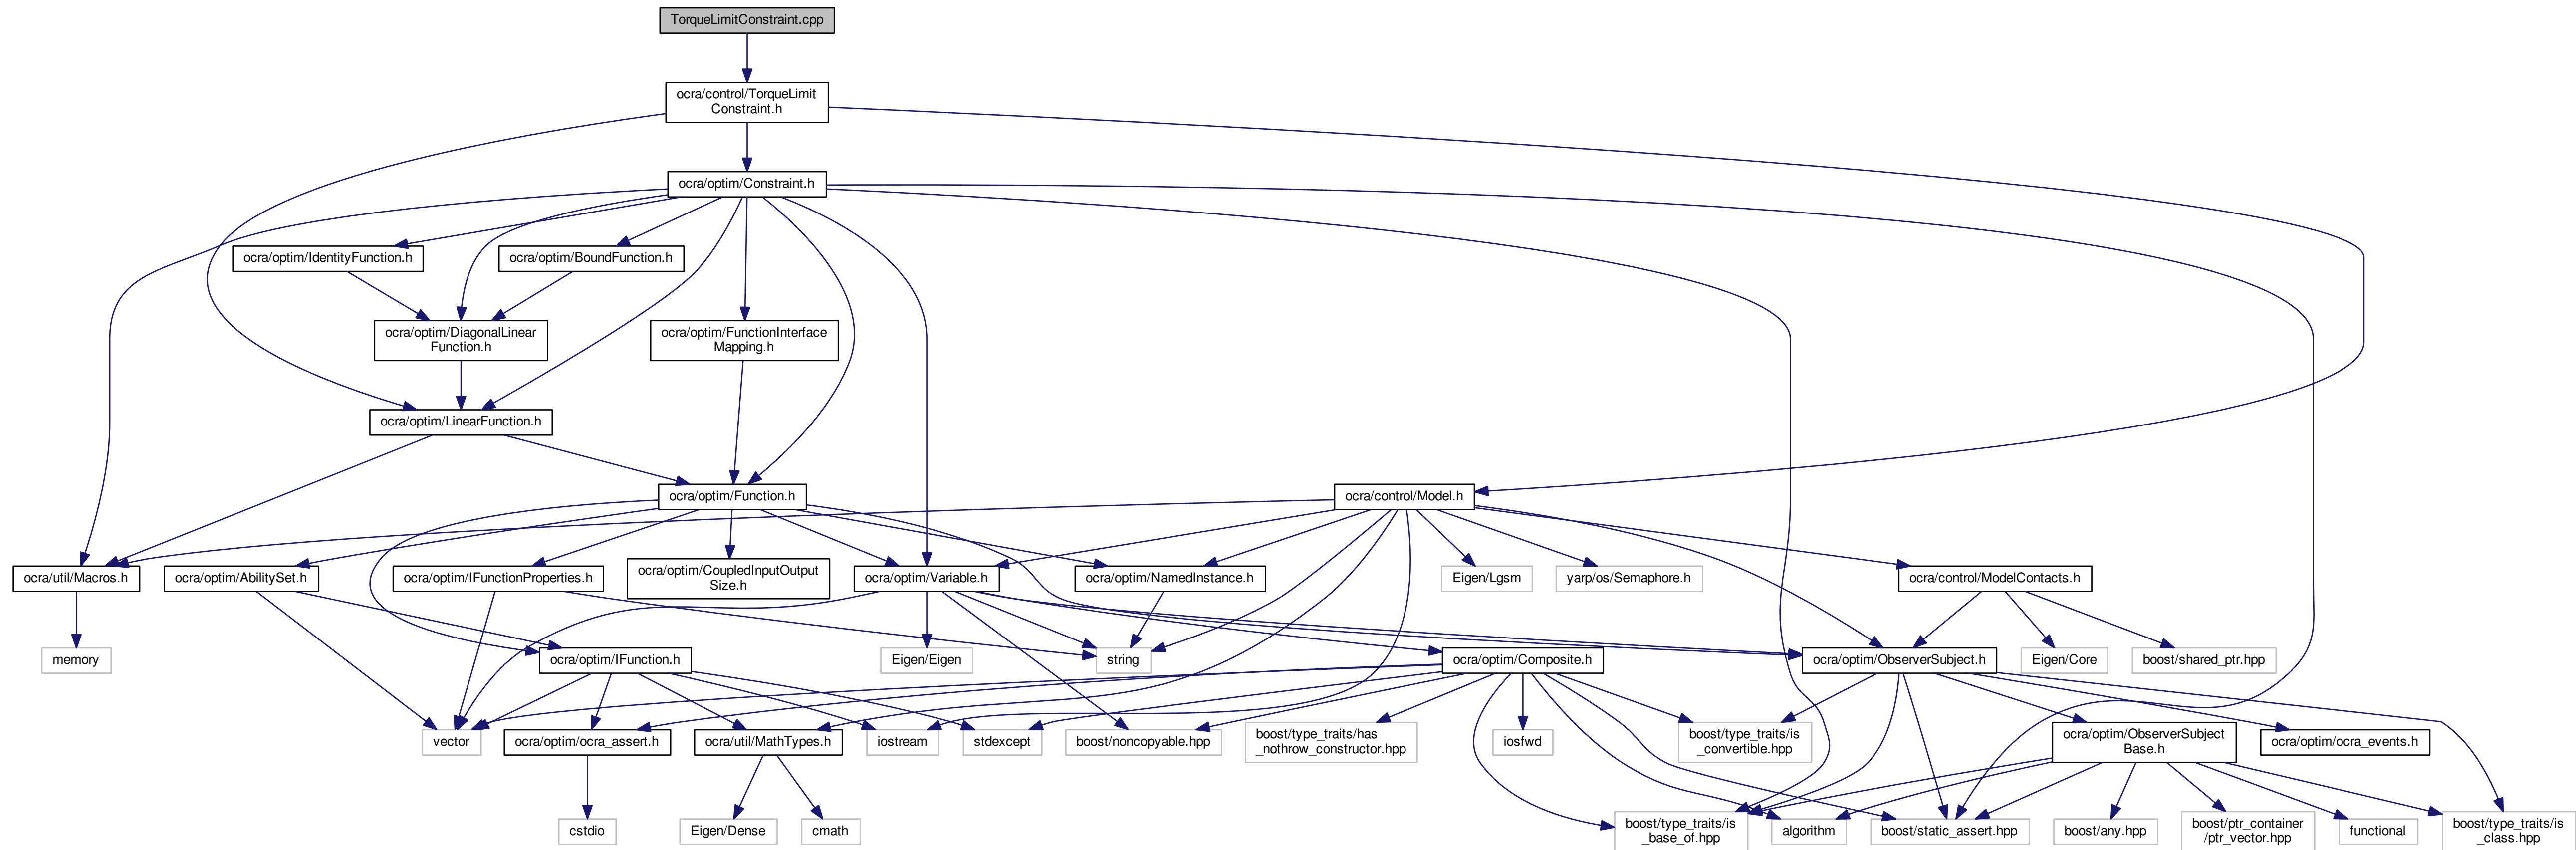 TorqueLimitConstraint.cpp
ocra/control/TorqueLimit
Constraint.h
ocra/optim/Constraint.h
ocra/optim/IdentityFunction.h
ocra/optim/BoundFunction.h
ocra/optim/DiagonalLinear
Function.h
ocra/optim/FunctionInterface
Mapping.h
ocra/optim/LinearFunction.h
ocra/optim/Function.h
ocra/control/Model.h
ocra/util/Macros.h
ocra/optim/AbilitySet.h
ocra/optim/IFunctionProperties.h
ocra/optim/CoupledInputOutput
Size.h
ocra/optim/Variable.h
ocra/optim/NamedInstance.h
Eigen/Lgsm
yarp/os/Semaphore.h
ocra/control/ModelContacts.h
memory
ocra/optim/IFunction.h
Eigen/Eigen
string
ocra/optim/Composite.h
ocra/optim/ObserverSubject.h
Eigen/Core
boost/shared_ptr.hpp
vector
ocra/optim/ocra_assert.h
ocra/util/MathTypes.h
iostream
stdexcept
boost/noncopyable.hpp
boost/type_traits/has
_nothrow_constructor.hpp
iosfwd
boost/type_traits/is
_convertible.hpp
ocra/optim/ObserverSubject
Base.h
ocra/optim/ocra_events.h
cstdio
Eigen/Dense
cmath
boost/type_traits/is
_base_of.hpp
algorithm
boost/static_assert.hpp
boost/any.hpp
boost/ptr_container
/ptr_vector.hpp
functional
boost/type_traits/is
_class.hpp